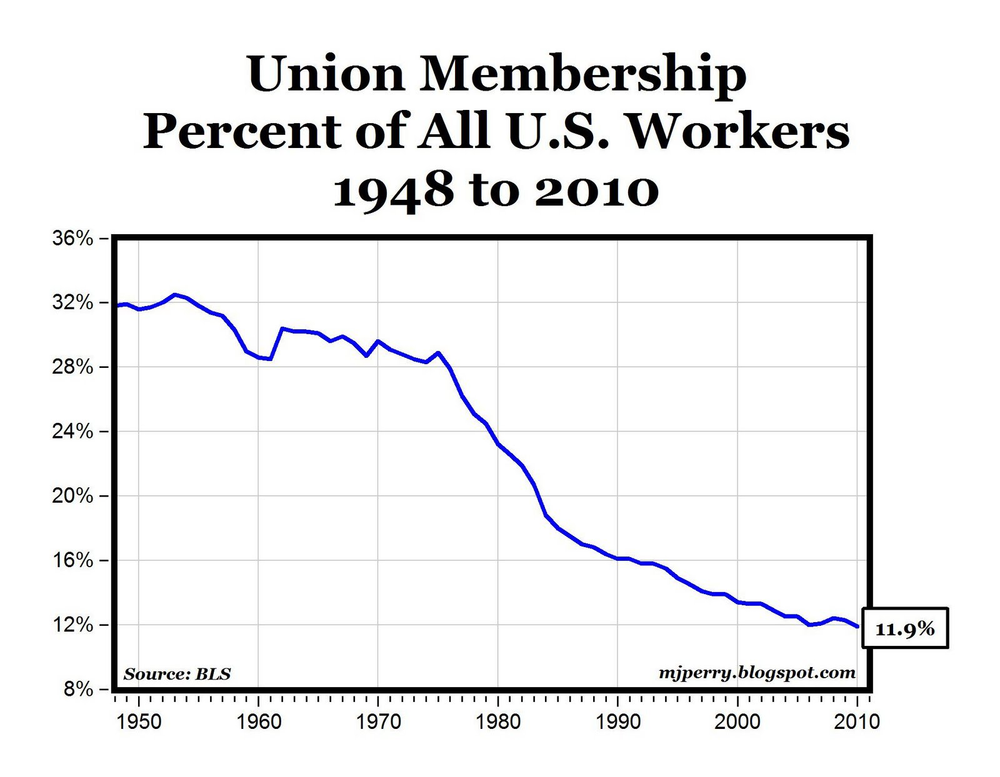 Union Membership
Percent of All U.S. Workers
1948 to 2010
36%
32%
28%
24%
20%
16%
12%
8%
11.9%
Source: BLS
mjperry.blogspot.com
1950 1960 1970 1980 1990 2000 2010